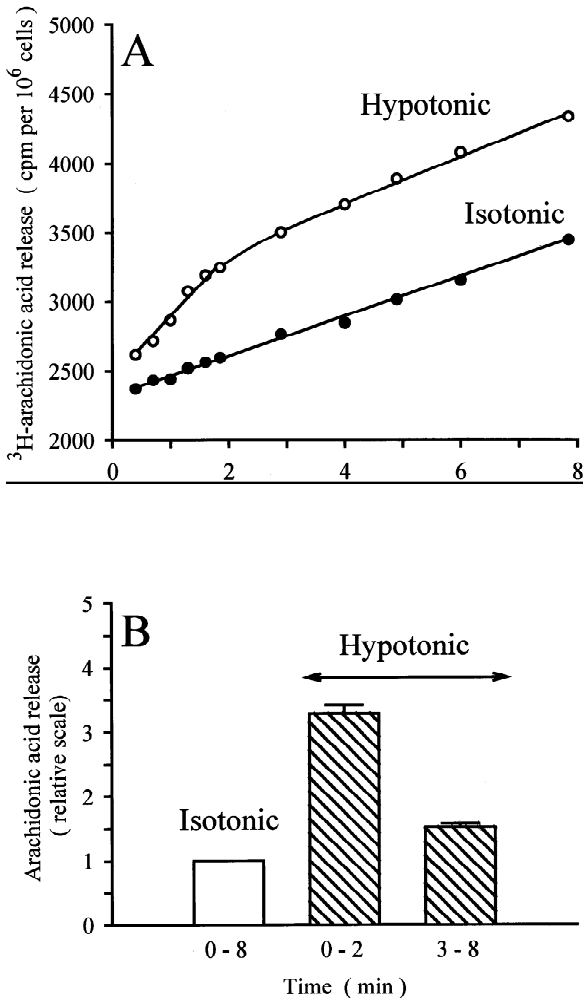 A
5000
4500
4000
3500
3000
2500
2000
³H-arachidonic acid release ( cpm per 10⁶ cells )
Hypotonic
Isotonic
0 2 4 6 8
B
5
4
3
2
1
0
Arachidonic acid release
( relative scale)
Hypotonic
Isotonic
0 - 8 0 - 2 3 - 8
Time ( min )